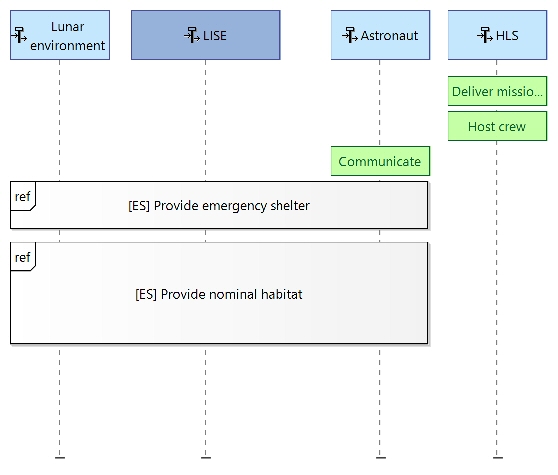 Lunar
environment
LISE
Astronaut
HLS
Deliver missio...
Host crew
Communicate
ref
[ES] Provide emergency shelter
ref
[ES] Provide nominal habitat